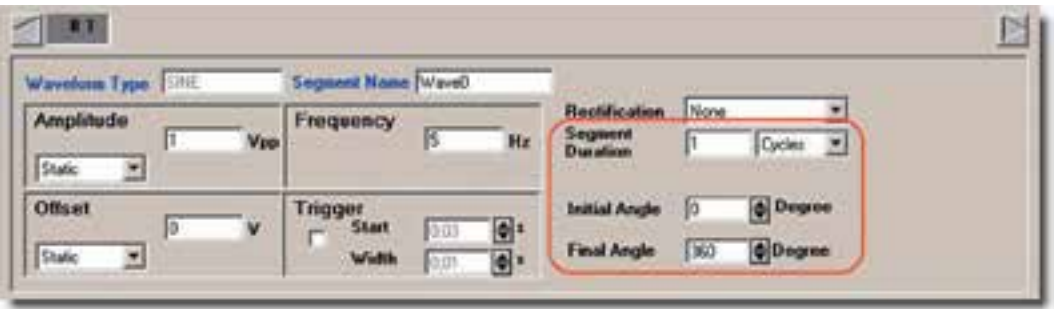 R T
Waveform Type SINE Segment Name Wave0
Rectification None
Amplitude
1 Vpp
Static
Frequency
5 Hz
Segment Duration 1 Cycles
Offset
0 V
Static
Trigger
Start 0.03 s
Width 0.01 s
Initial Angle 0 Degree
Final Angle 360 Degree